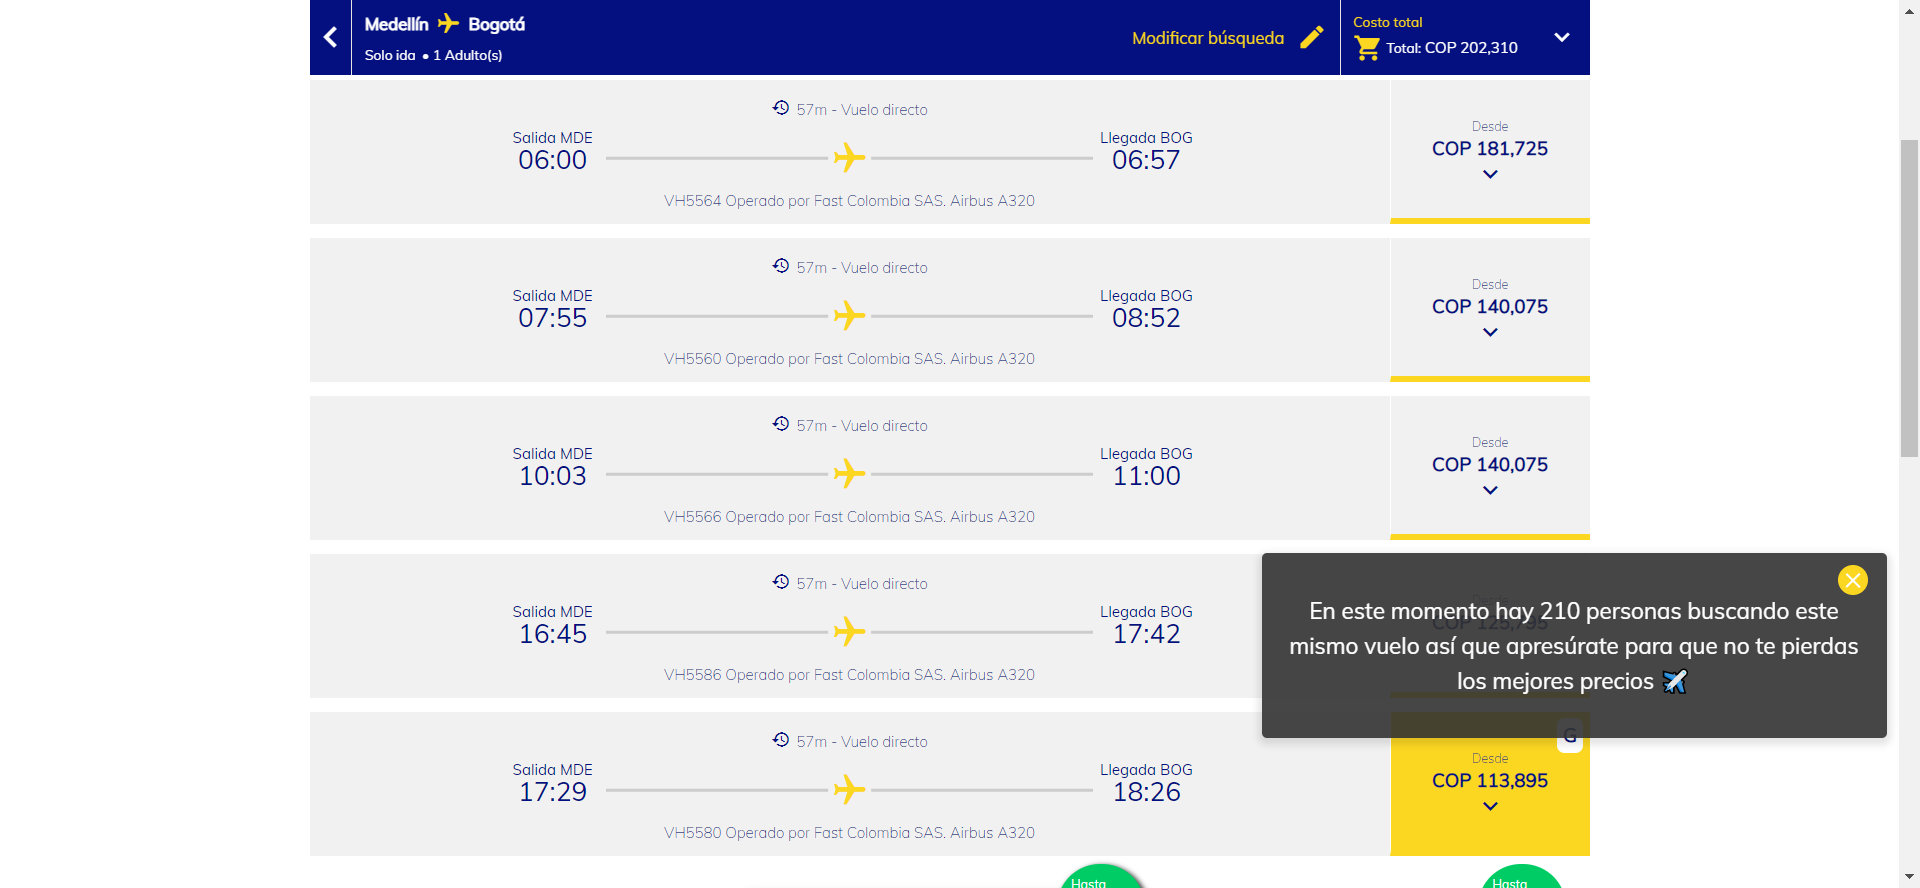 Medellín Bogotá
Solo ida • 1 Adulto(s)
Modificar búsqueda
Costo total
Total: COP 202,310
57m - Vuelo directo
Salida MDE
06:00
Llegada BOG
06:57
VH5564 Operado por Fast Colombia SAS. Airbus A320
Desde
COP 181,725
57m - Vuelo directo
Salida MDE
07:55
Llegada BOG
08:52
VH5560 Operado por Fast Colombia SAS. Airbus A320
Desde
COP 140,075
57m - Vuelo directo
Salida MDE
10:03
Llegada BOG
11:00
VH5566 Operado por Fast Colombia SAS. Airbus A320
Desde
COP 140,075
57m - Vuelo directo
Salida MDE
16:45
Llegada BOG
17:42
VH5586 Operado por Fast Colombia SAS. Airbus A320
Desde
COP 125,795
En este momento hay 210 personas buscando este
mismo vuelo así que apresúrate para que no te pierdas
los mejores precios
57m - Vuelo directo
Salida MDE
17:29
Llegada BOG
18:26
VH5580 Operado por Fast Colombia SAS. Airbus A320
G
Desde
COP 113,895
Hasta
Hasta